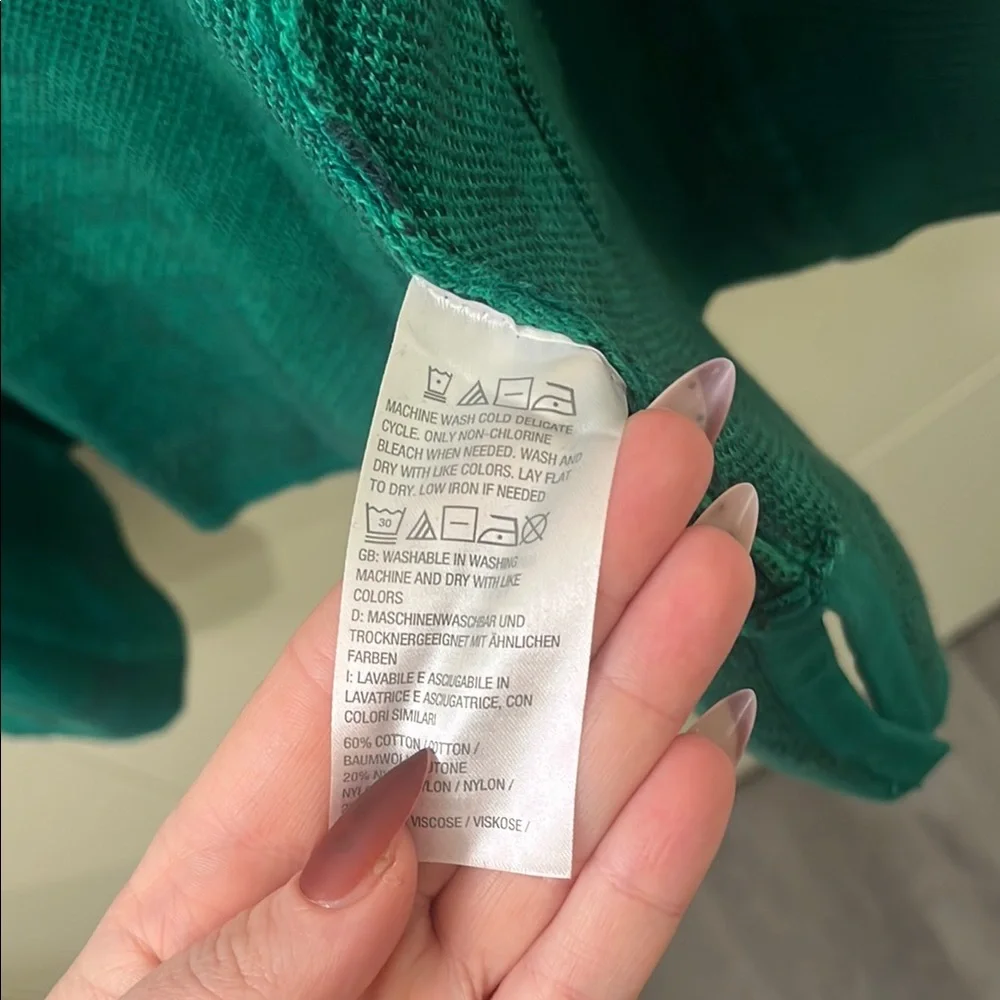 MACHINE WASH COLD DELICATE
CYCLE. ONLY NON-CHLORINE
BLEACH WHEN NEEDED. WASH AND
DRY WITH LIKE COLORS. LAY FLAT
TO DRY. LOW IRON IF NEEDED
30
GB: WASHABLE IN WASHING
MACHINE AND DRY WITH LIKE
COLORS
D: MASCHINENWASCHBAR UND
TROCKNERGEEIGNET MIT ÄHNLICHEN
FARBEN
I: LAVABILE E ASCIUGABILE IN
LAVATRICE E ASCIUGATRICE, CON
COLORI SIMILARI
60% COTTON /
20%
/ NYLON /
VISCOSE / VISKOSE /